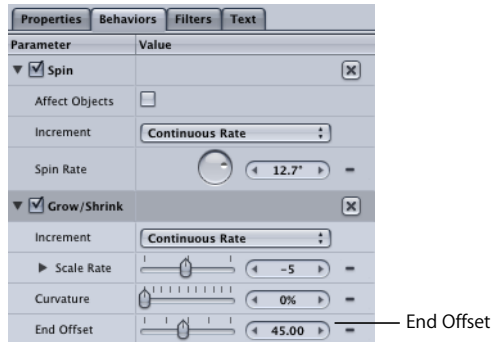 Properties Behaviors Filters Text
Parameter Value
Spin
Affect Objects
Increment Continuous Rate
Spin Rate 12.7°
Grow/Shrink
Increment Continuous Rate
Scale Rate -5
Curvature 0%
End Offset 45.00 End Offset